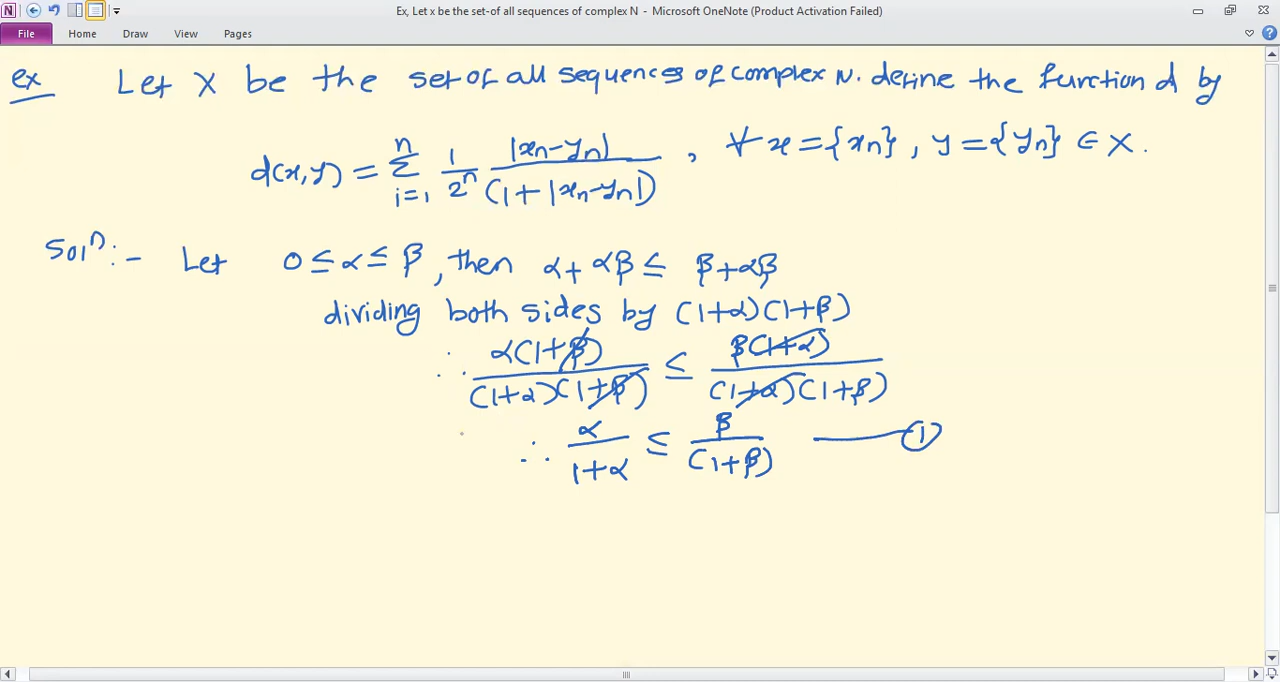 Ex, Let x be the set-of all sequences of complex N - Microsoft OneNote (Product Activation Failed)
File Home Draw View Pages
ex Let X be the set of all sequences of complex N. define the function d by
d(x,y) = n Σ i=1 1/2^n |xn-yn|/(1+|xn-yn|), ∀ x={xn}, y={yn} ∈ X.
Solⁿ:- Let 0≤α≤β, then α+αβ≤ β+αβ
dividing both sides by (1+α)(1+β)
∴ α(1+β)/(1+α)(1+β) ≤ β(1+α)/(1+α)(1+β)
∴ α/1+α ≤ β/(1+β) —— ①